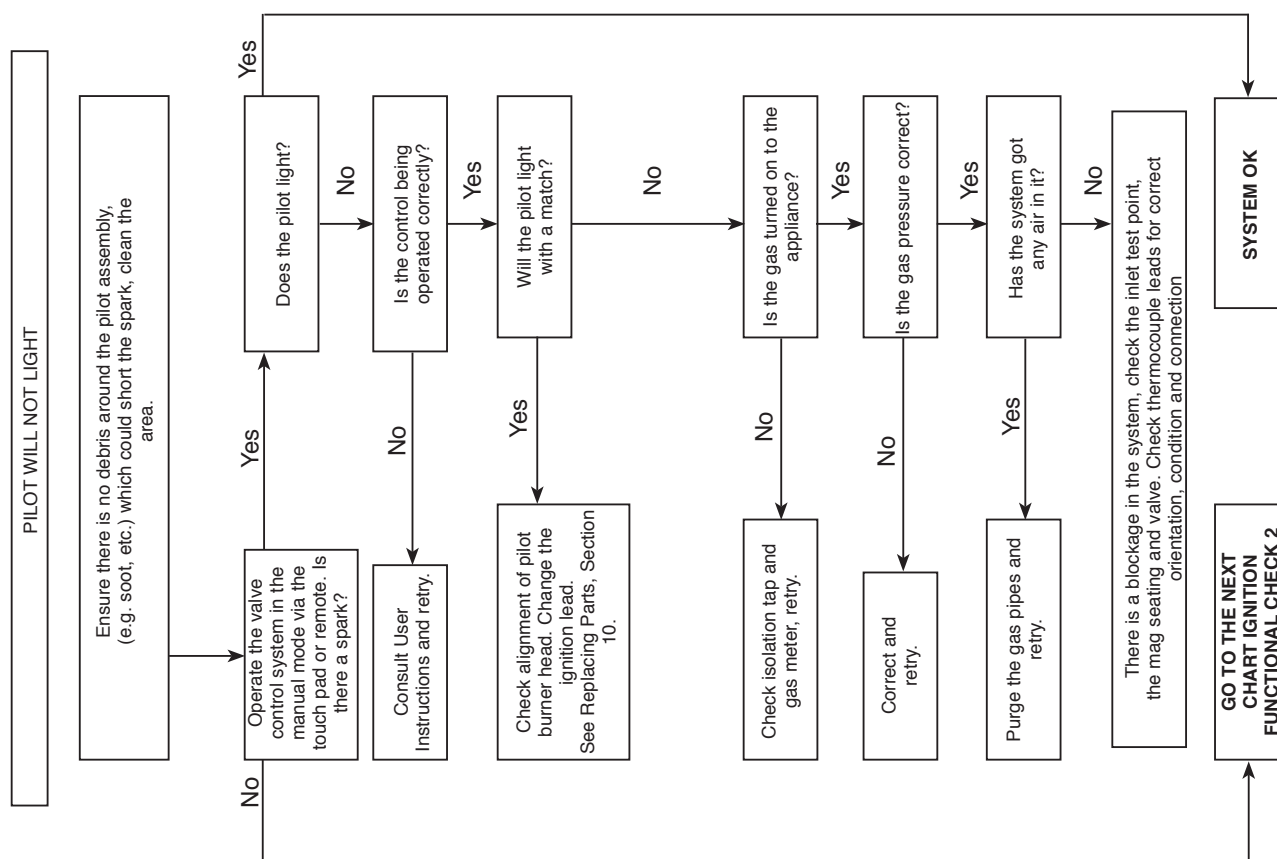 PILOT WILL NOT LIGHT
Ensure there is no debris around the pilot assembly,
(e.g. soot, etc.) which could short the spark, clean the
area.
Operate the valve
control system in the
manual mode via the
touch pad or remote. Is
there a spark?
Yes
No
Does the pilot light?
Yes
No
Is the control being
operated correctly?
No
Yes
Consult User
Instructions and retry.
Will the pilot light
with a match?
Yes
No
Check alignment of pilot
burner head. Change the
ignition lead.
See Replacing Parts, Section
10.
Is the gas turned on to the
appliance?
No
Yes
Check isolation tap and
gas meter, retry.
Is the gas pressure correct?
No
Yes
Correct and
retry.
Has the system got
any air in it?
Yes
No
Purge the gas pipes and
retry.
There is a blockage in the system, check the inlet test point,
the mag seating and valve. Check thermocouple leads for correct
orientation, condition and connection
GO TO THE NEXT
CHART IGNITION
FUNCTIONAL CHECK 2
SYSTEM OK